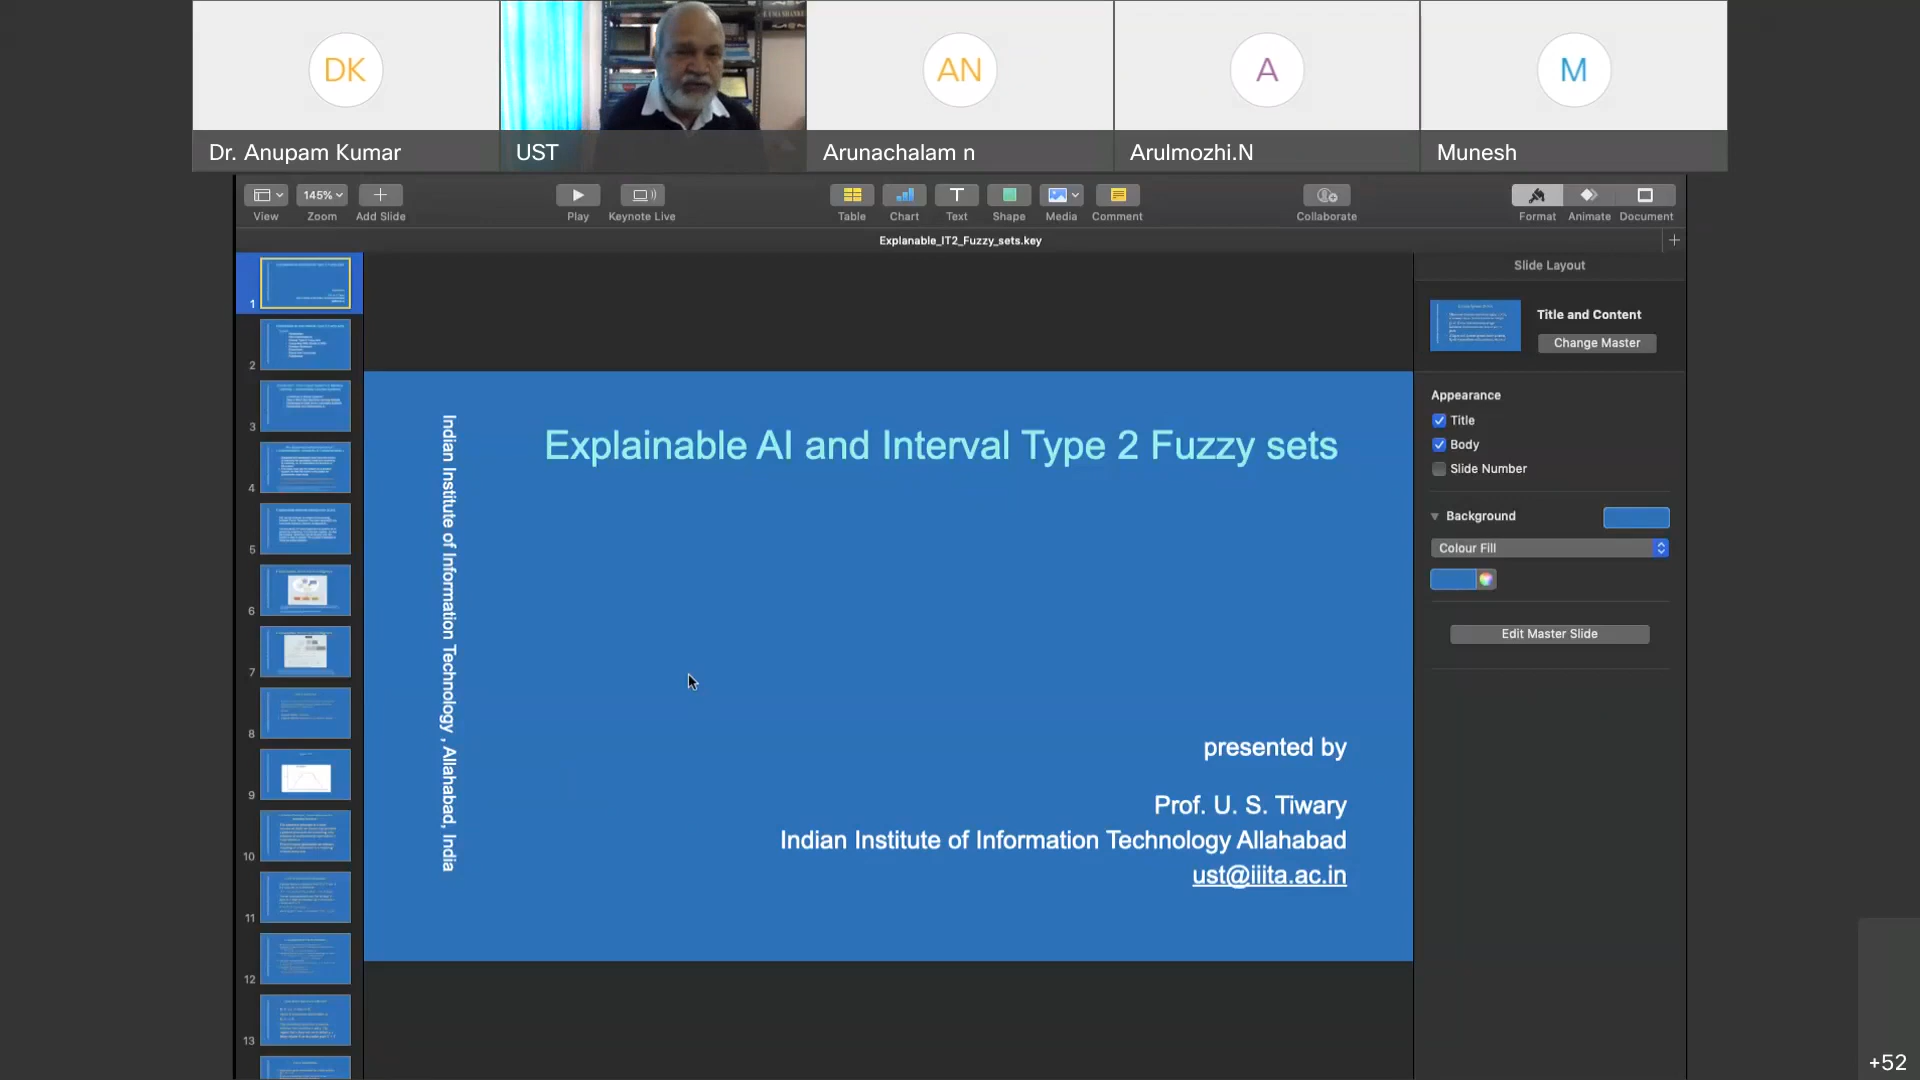 DK
AN
A
M
Dr. Anupam Kumar
UST
Arunachalam n
Arulmozhi.N
Munesh
145%
View
Zoom
Add Slide
Play
Keynote Live
Table
Chart
Text
Shape
Media
Comment
Collaborate
Format
Animate
Document
Explanable_IT2_Fuzzy_sets.key
1
2
3
4
5
6
7
8
9
10
11
12
13
Indian Institute of Information Technology , Allahabad, India
Explainable AI and Interval Type 2 Fuzzy sets
presented by
Prof. U. S. Tiwary
Indian Institute of Information Technology Allahabad
ust@iiita.ac.in
Slide Layout
Title and Content
Change Master
Appearance
Title
Body
Slide Number
Background
Colour Fill
Edit Master Slide
+52